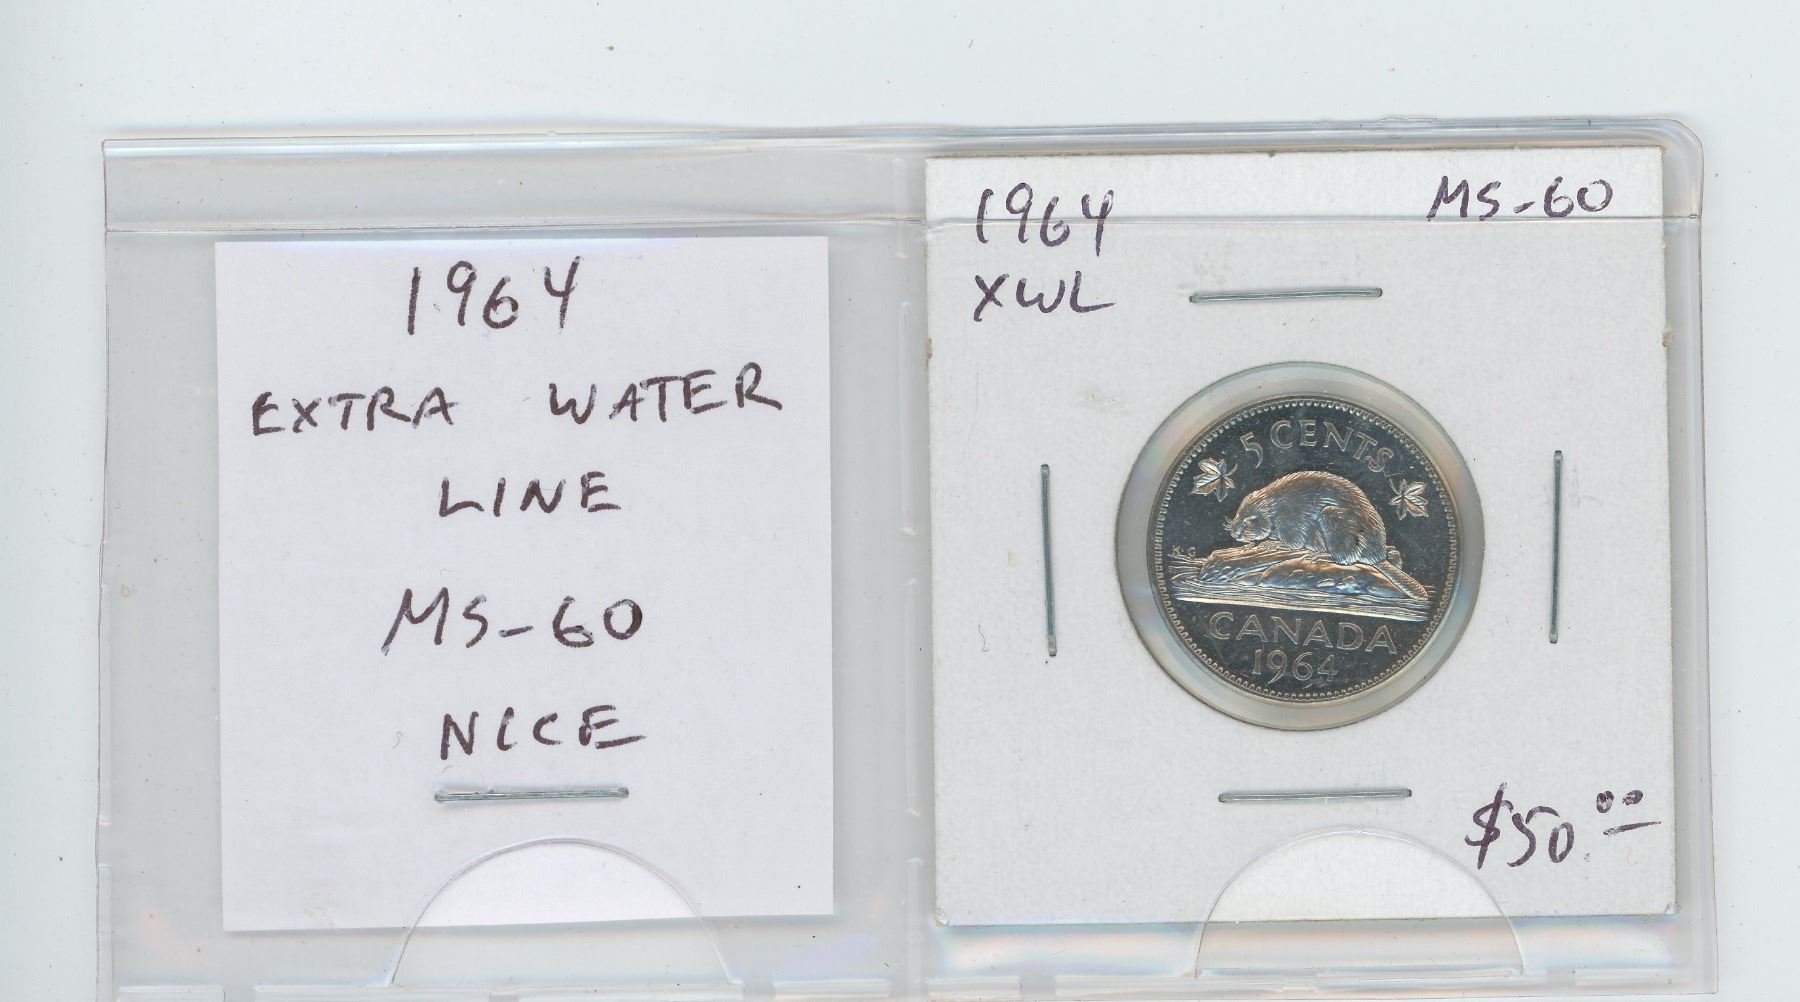 1964
EXTRA WATER
LINE
MS-60
NICE
1964
MS-60
XWL
5 CENTS
K·G
CANADA
1964
$50.00